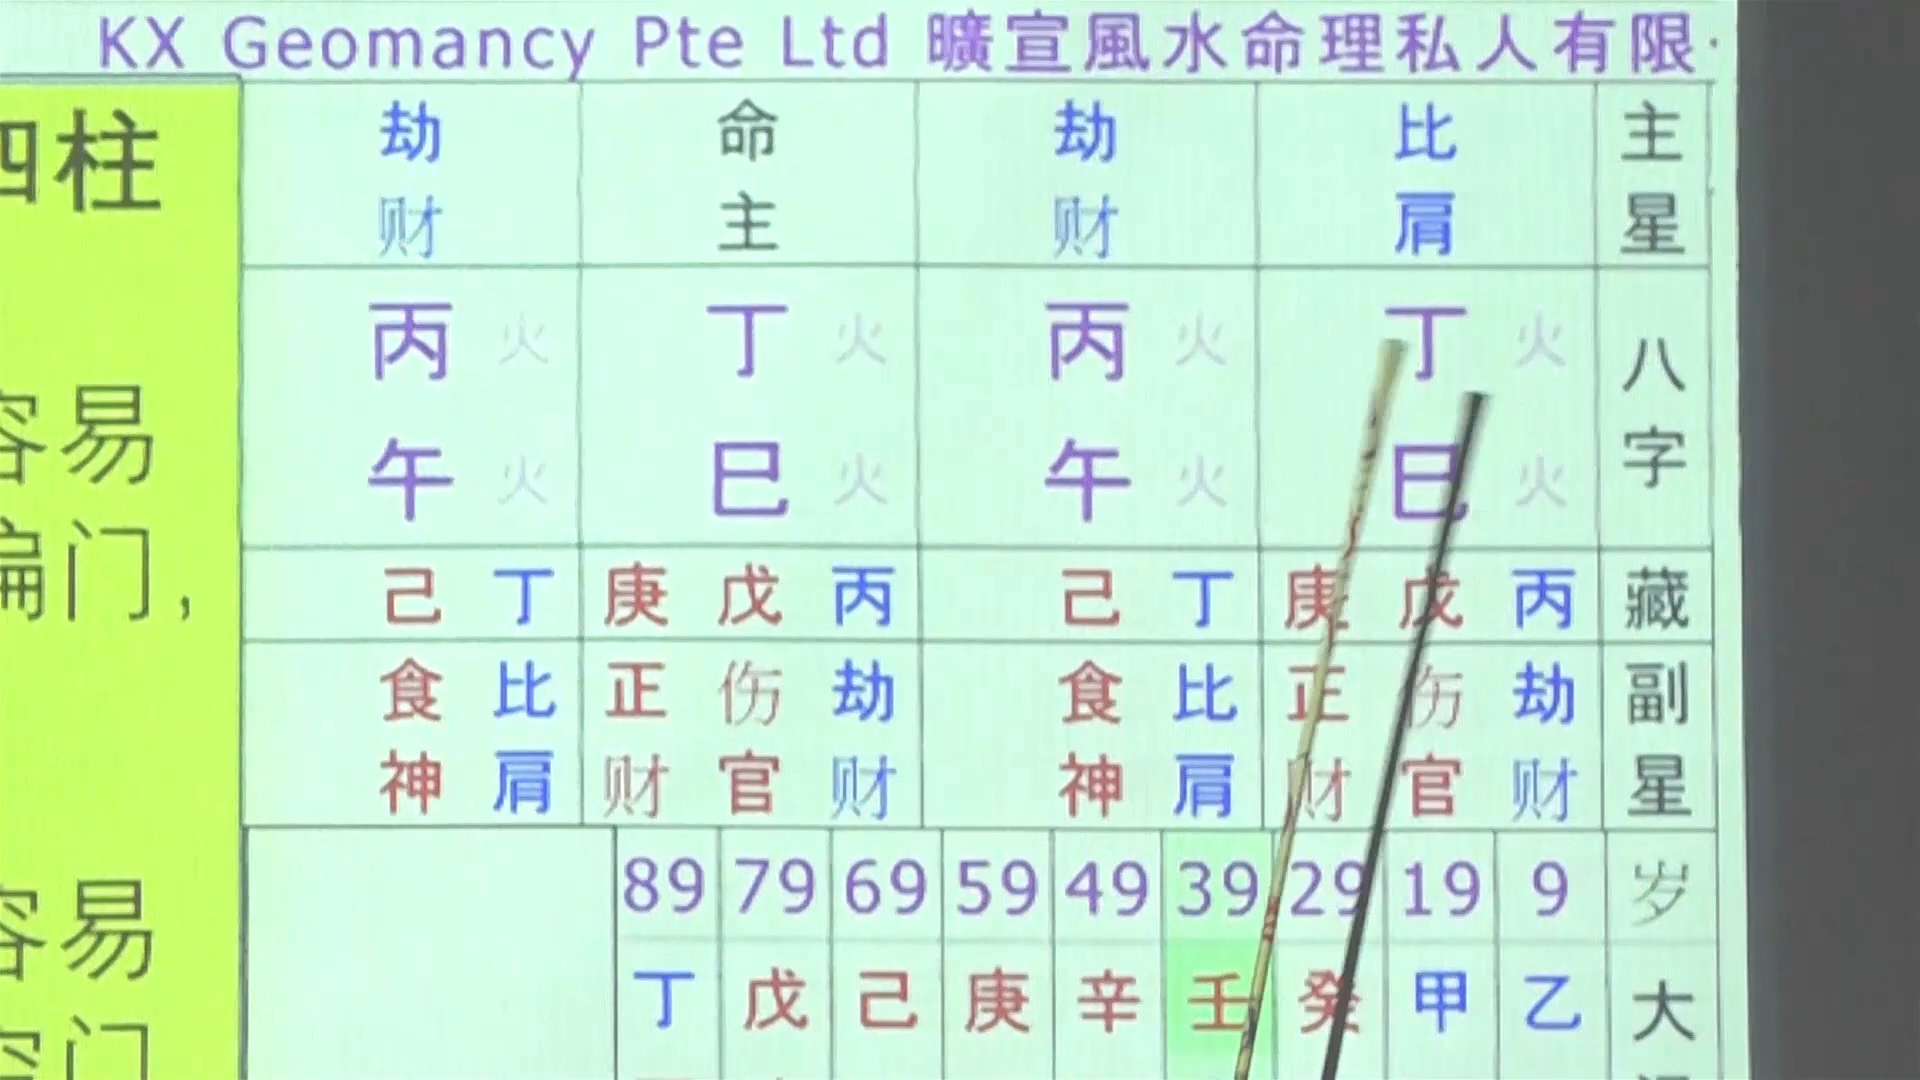 KX Geomancy Pte Ltd 曠宣風水命理私人有限
四柱
劫 命 劫 比 主
财 主 财 肩 星
丙 火 丁 火 丙 火 丁 火 八
午 火 巳 火 午 火 巳 火 字
容易
偏门,
己 丁 庚 戊 丙 己 丁 庚 戊 丙 藏
食 比 正 伤 劫 食 比 正 伤 劫 副
神 肩 财 官 财 神 肩 财 官 财 星
89 79 69 59 49 39 29 19 9 岁
容易
丁 戊 己 庚 辛 壬 癸 甲 乙 大